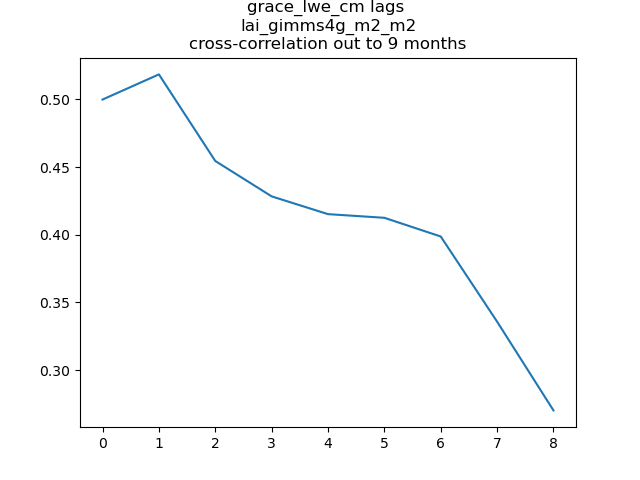 grace_lwe_cm lags
lai_gimms4g_m2_m2
cross-correlation out to 9 months
0.50
0.45
0.40
0.35
0.30
0 1 2 3 4 5 6 7 8